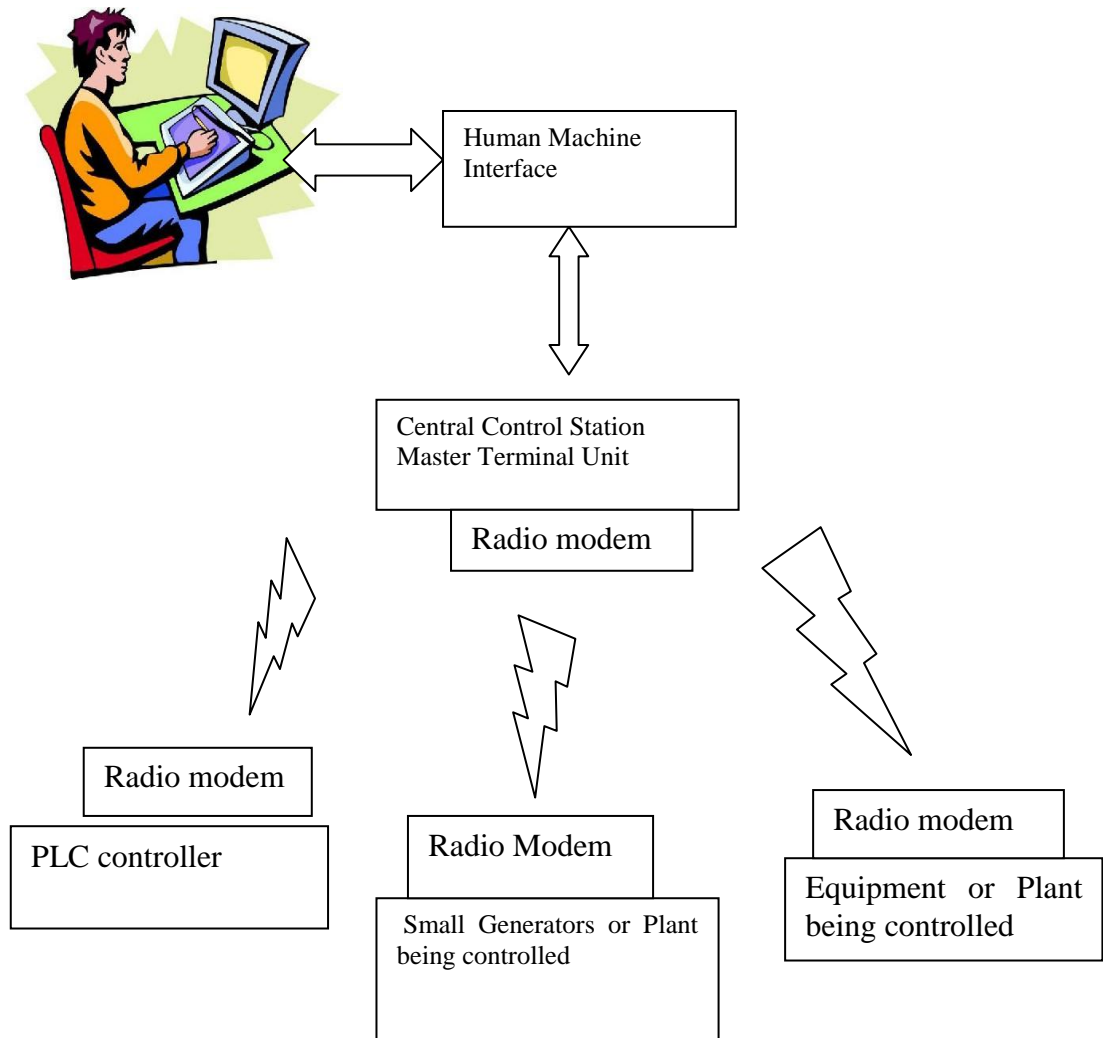 Human Machine
Interface
Central Control Station
Master Terminal Unit
Radio modem
Radio modem
PLC controller
Radio Modem
Small Generators or Plant
being controlled
Radio modem
Equipment or Plant
being controlled